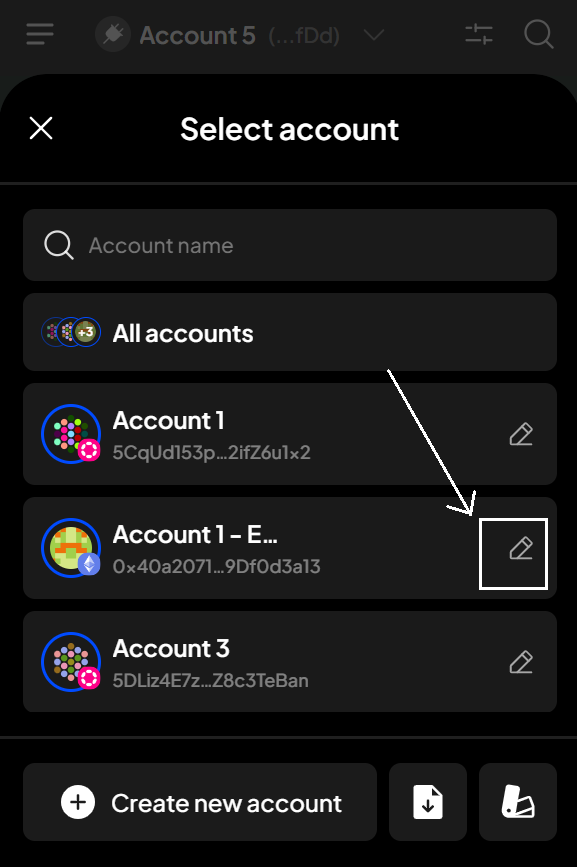 Account 5 (...fDd)
Select account
Account name
+3 All accounts
Account 1
5CqUd153p...2ifZ6u1x2
Account 1 - E...
0x40a2071...9Df0d3a13
Account 3
5DLiz4E7z...Z8c3TeBan
Create new account